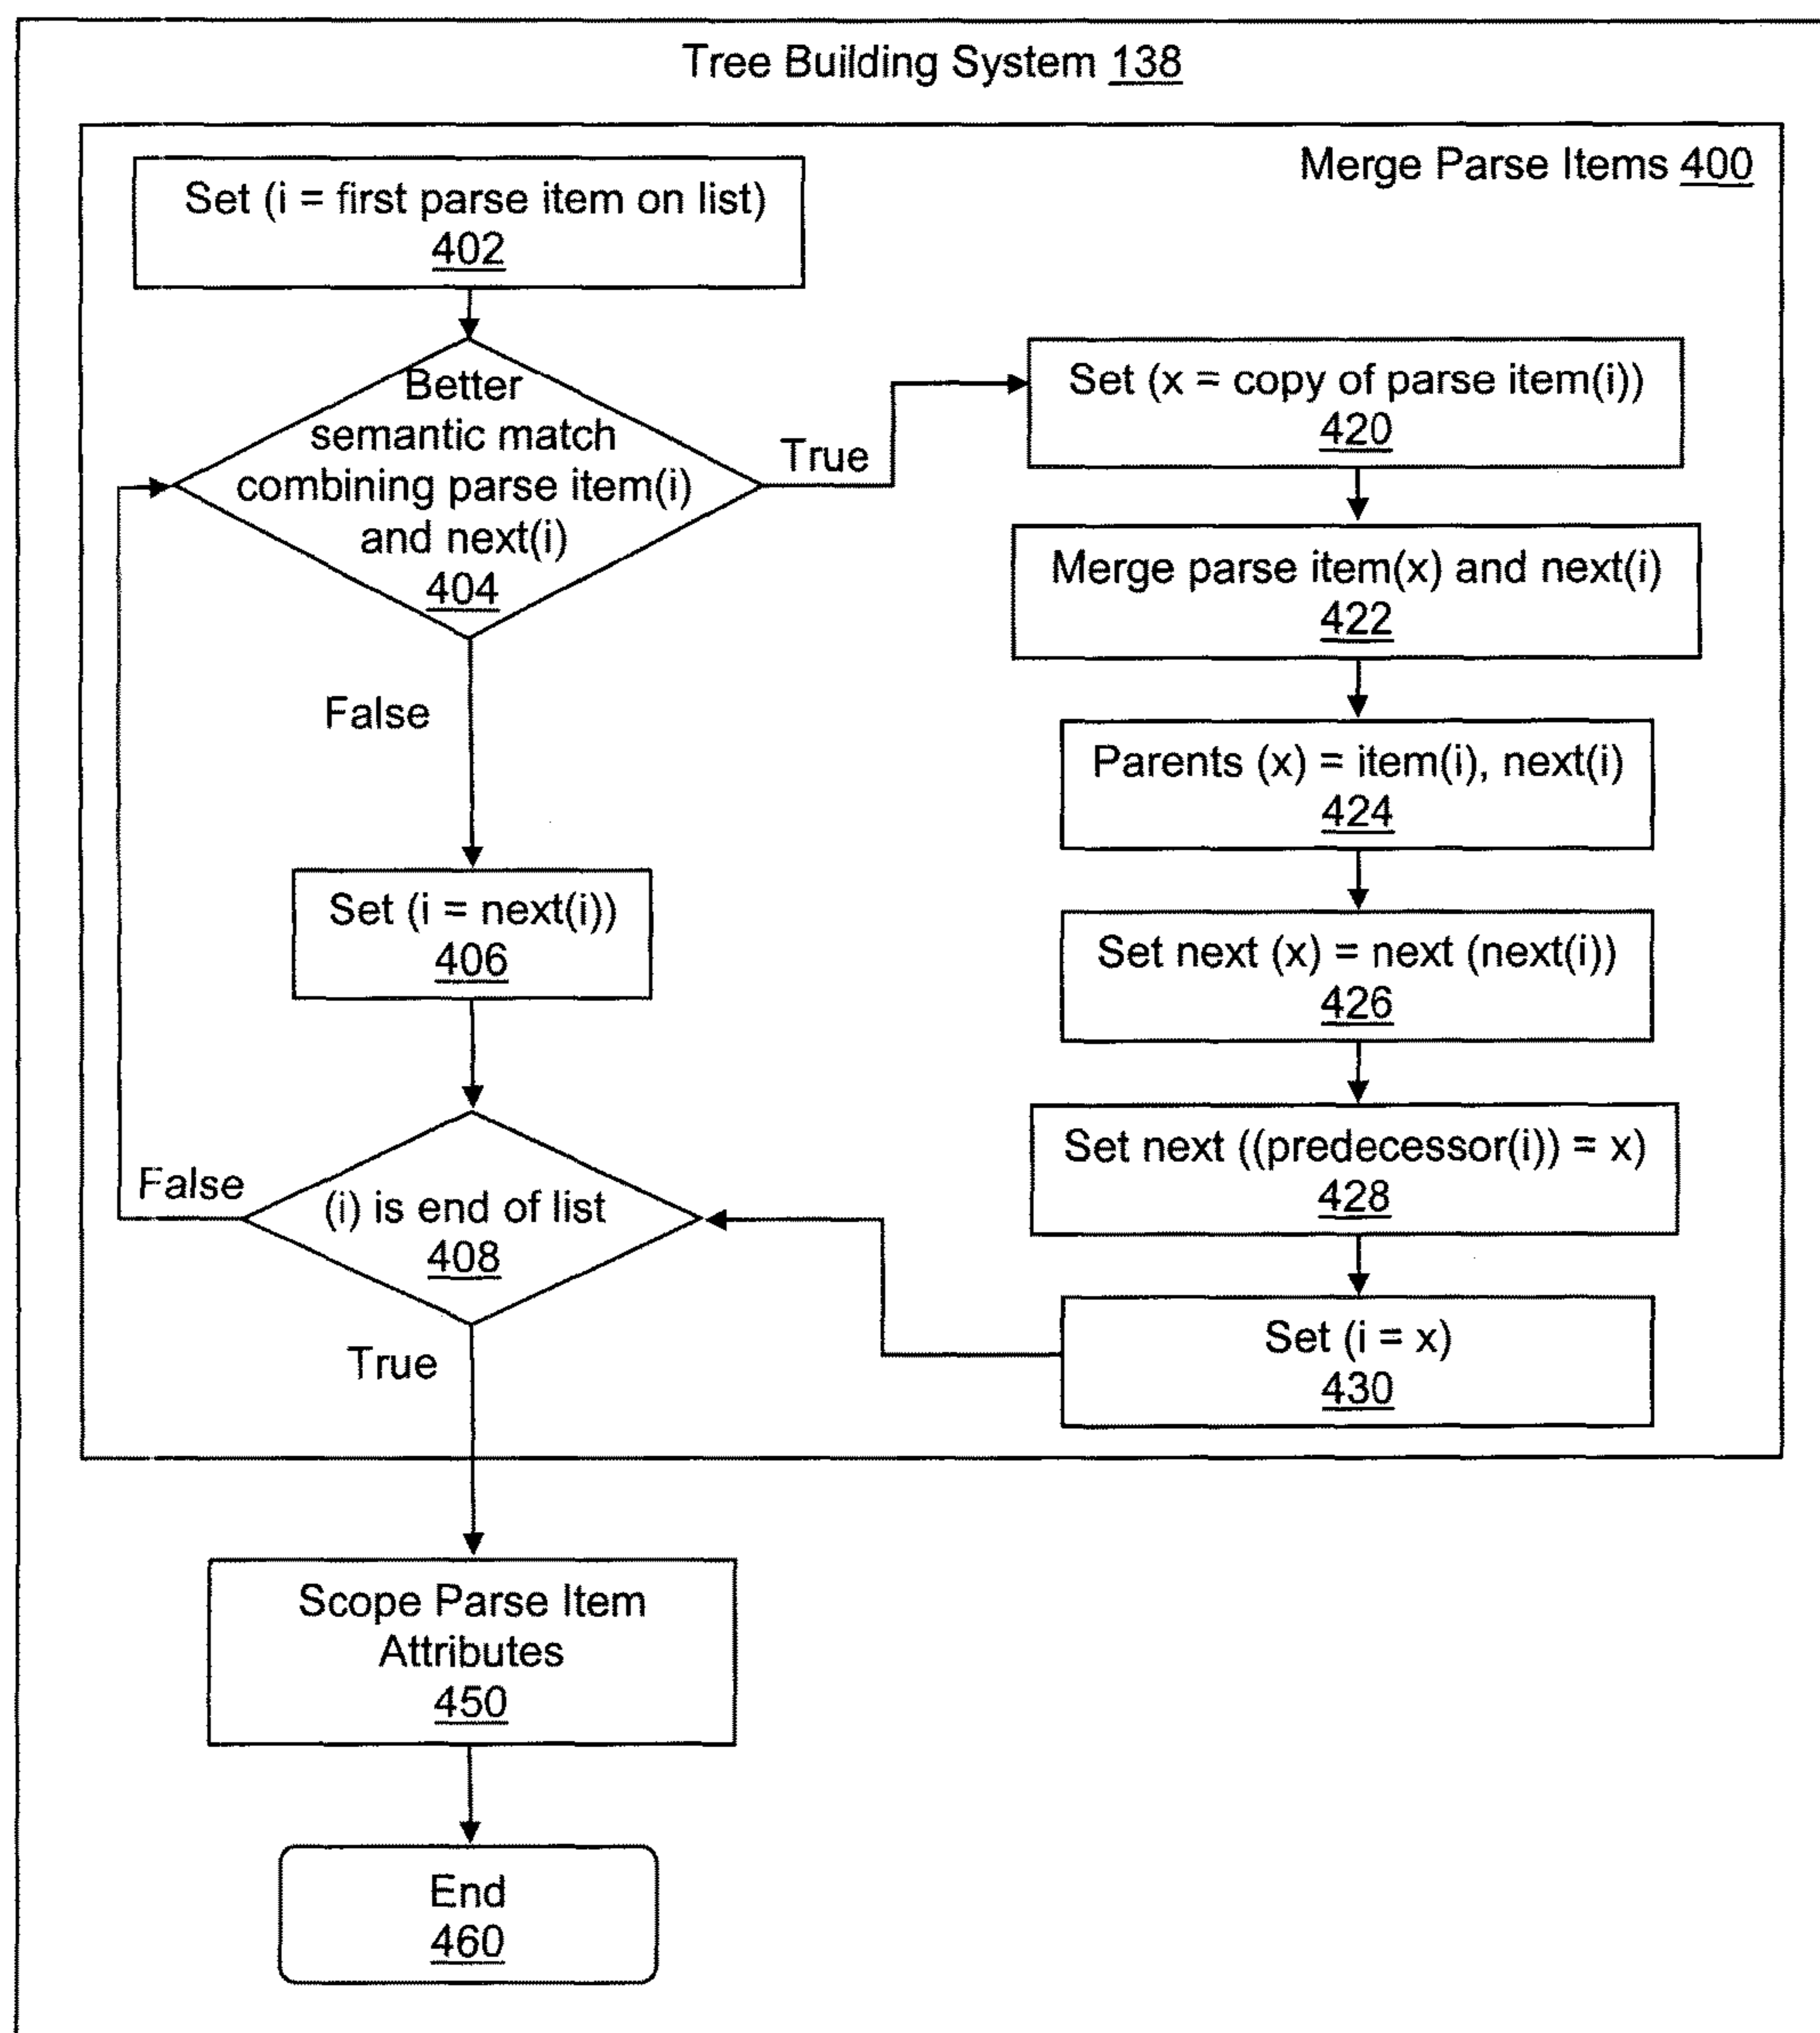 Tree Building System 138
Merge Parse Items 400
Set (i = first parse item on list)
402
Better
semantic match
combining parse item(i)
and next(i)
404
True
False
Set (i = next(i))
406
False
(i) is end of list
408
True
Set (x = copy of parse item(i))
420
Merge parse item(x) and next(i)
422
Parents (x) = item(i), next(i)
424
Set next (x) = next (next(i))
426
Set next ((predecessor(i)) = x)
428
Set (i = x)
430
Scope Parse Item
Attributes
450
End
460